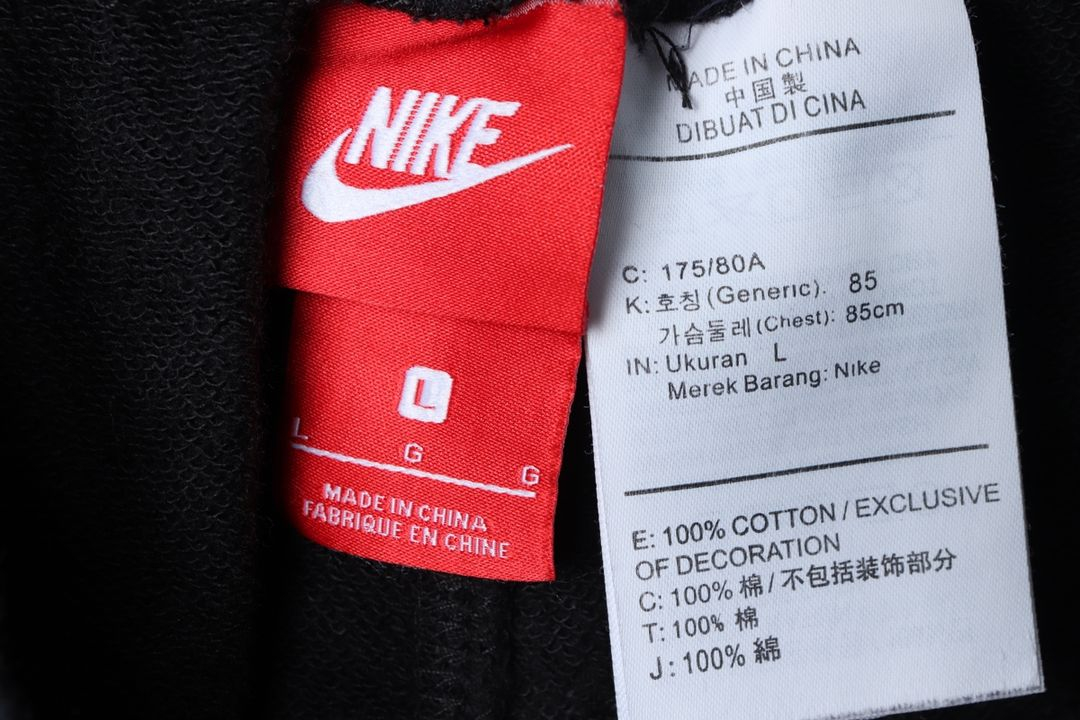 NIKE
L
L
G
G
MADE IN CHINA
FABRIQUE EN CHINE
MADE IN CHINA
中国製
DIBUAT DI CINA
C: 175/80A
K: 호칭 (Generic). 85
가슴둘레 (Chest): 85cm
IN: Ukuran L
Merek Barang: Nike
E: 100% COTTON / EXCLUSIVE
OF DECORATION
C: 100% 棉 / 不包括装饰部分
T: 100% 棉
J: 100% 綿